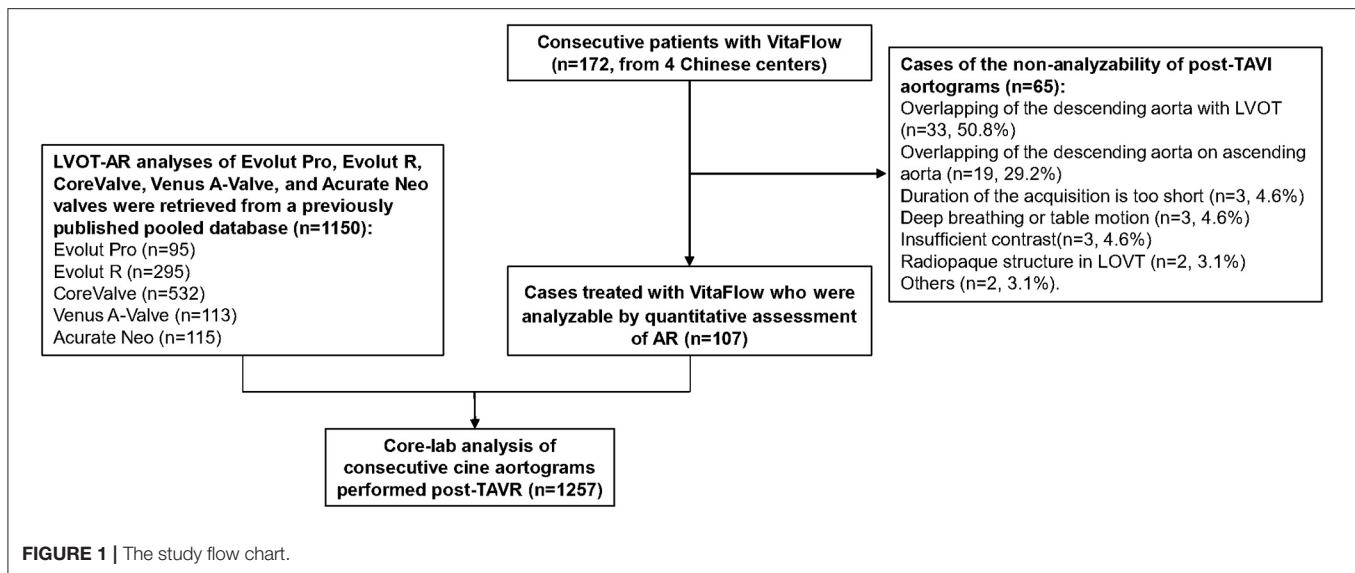 Consecutive patients with VitaFlow
(n=172, from 4 Chinese centers)
Cases of the non-analyzability of post-TAVI
aortograms (n=65):
Overlapping of the descending aorta with LVOT
(n=33, 50.8%)
Overlapping of the descending aorta on ascending
aorta (n=19, 29.2%)
Duration of the acquisition is too short (n=3, 4.6%)
Deep breathing or table motion (n=3, 4.6%)
Insufficient contrast(n=3, 4.6%)
Radiopaque structure in LOVT (n=2, 3.1%)
Others (n=2, 3.1%).
LVOT-AR analyses of Evolut Pro, Evolut R,
CoreValve, Venus A-Valve, and Acurate Neo
valves were retrieved from a previously
published pooled database (n=1150):
Evolut Pro (n=95)
Evolut R (n=295)
CoreValve (n=532)
Venus A-Valve (n=113)
Acurate Neo (n=115)
Cases treated with VitaFlow who were
analyzable by quantitative assessment
of AR (n=107)
Core-lab analysis of
consecutive cine aortograms
performed post-TAVR (n=1257)
FIGURE 1 | The study flow chart.